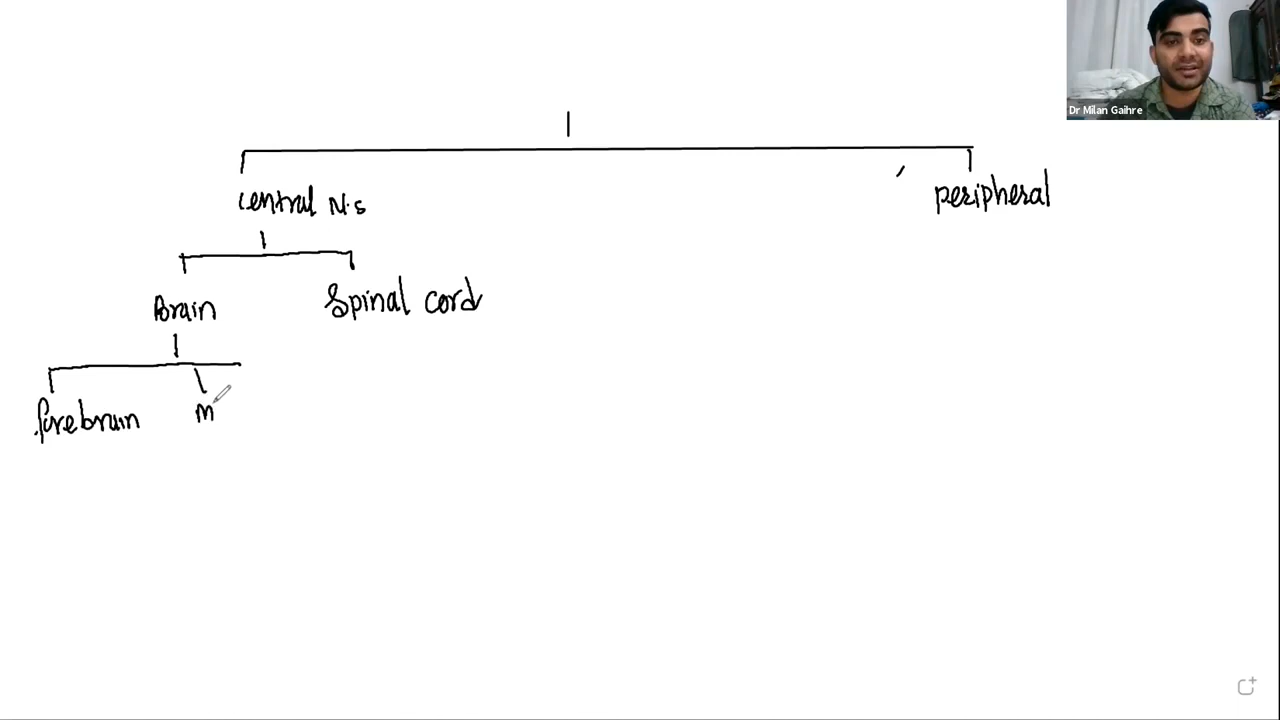 Dr Milan Gaihre
Central N.S
peripheral
Brain
Spinal cord
forebrain
m